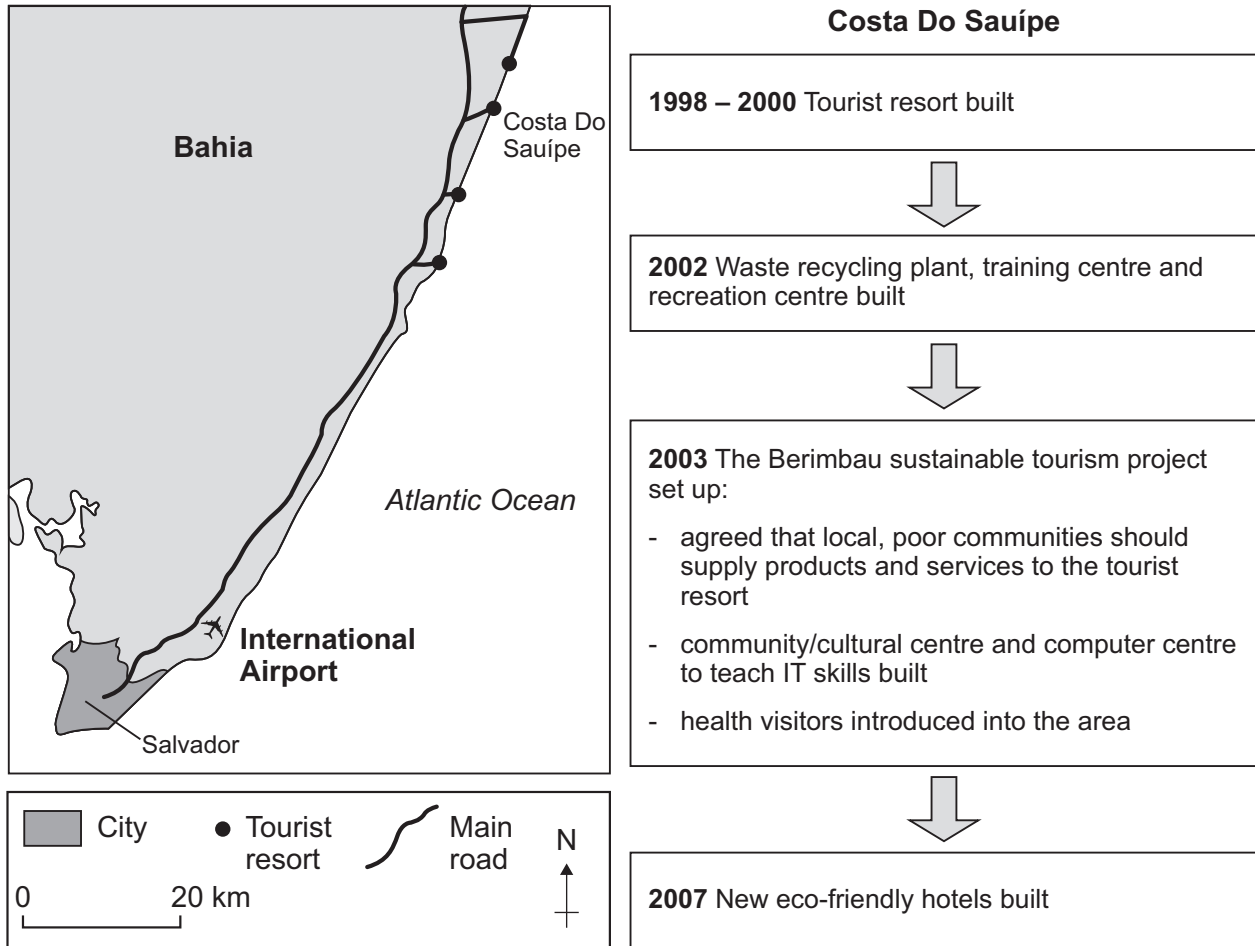 Bahia
Costa Do
Sauípe
Atlantic Ocean
International
Airport
Salvador
City
Tourist
resort
Main
road
N
0
20 km
Costa Do Sauípe
1998 – 2000 Tourist resort built
2002 Waste recycling plant, training centre and
recreation centre built
2003 The Berimbau sustainable tourism project
set up:
- agreed that local, poor communities should
supply products and services to the tourist
resort
- community/cultural centre and computer centre
to teach IT skills built
- health visitors introduced into the area
2007 New eco-friendly hotels built